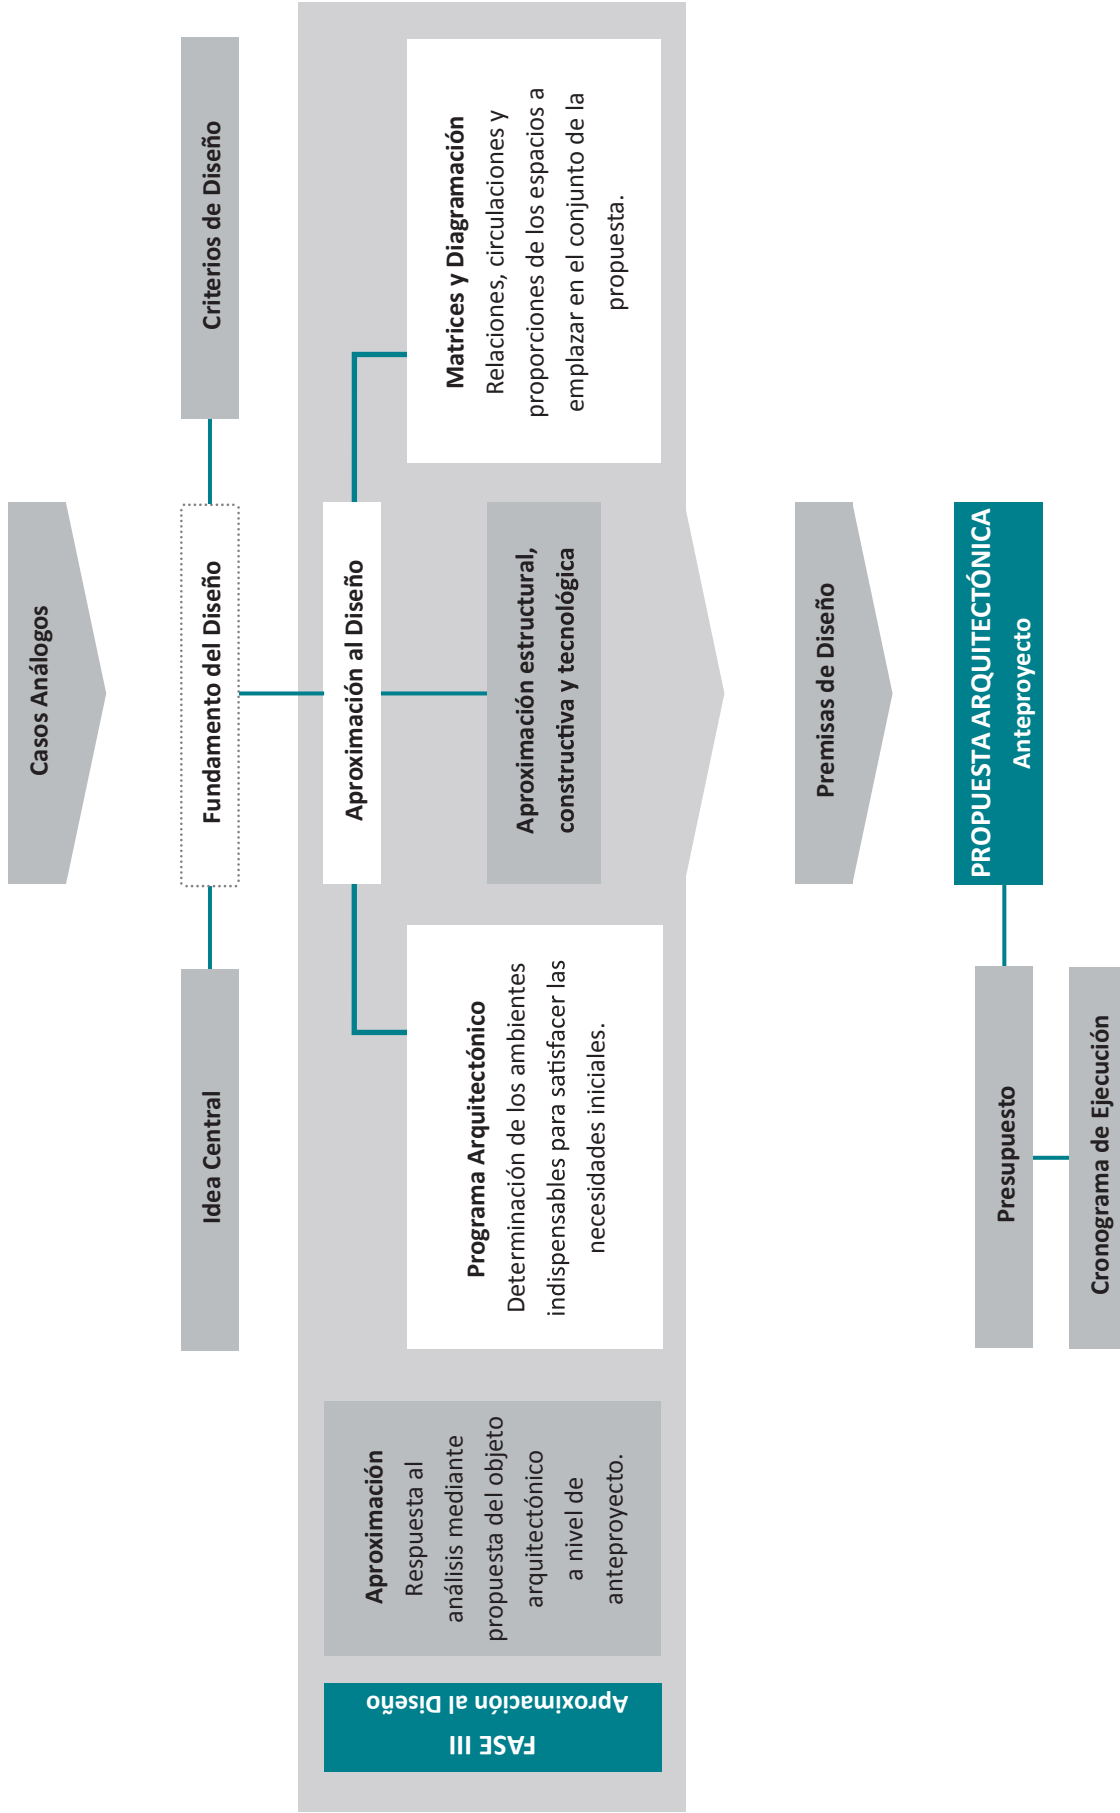 Casos Análogos
Idea Central
Fundamento del Diseño
Criterios de Diseño
FASE III
Aproximación al Diseño
Aproximación
Respuesta al
análisis mediante
propuesta del objeto
arquitectónico
a nivel de
anteproyecto.
Aproximación al Diseño
Programa Arquitectónico
Determinación de los ambientes
indispensables para satisfacer las
necesidades iniciales.
Aproximación estructural,
constructiva y tecnológica
Matrices y Diagramación
Relaciones, circulaciones y
proporciones de los espacios a
emplazar en el conjunto de la
propuesta.
Premisas de Diseño
PROPUESTA ARQUITECTÓNICA
Anteproyecto
Presupuesto
Cronograma de Ejecución